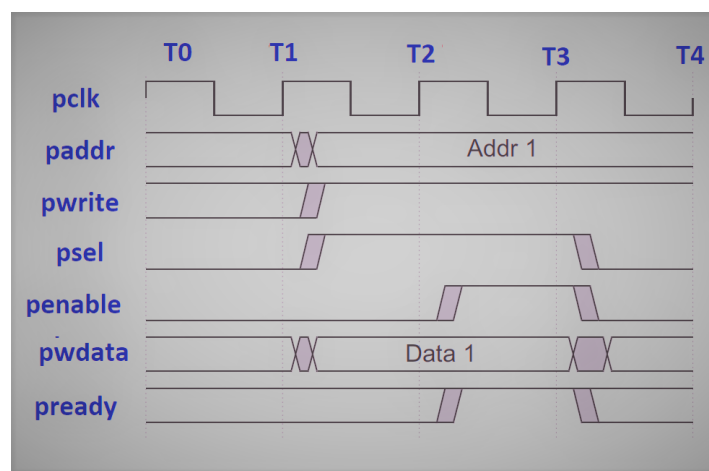 T0 T1 T2 T3 T4
pclk
paddr Addr 1
pwrite
psel
penable
pwdata Data 1
pready